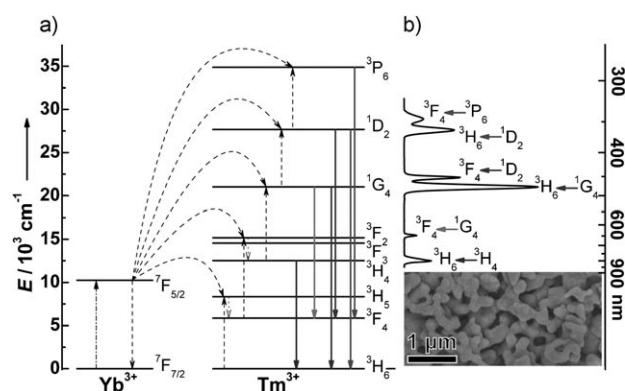 a)
b)
E / 10³ cm⁻¹
35
30
25
20
15
10
5
0
³P₆
¹D₂
¹G₄
³F₂
³F₃
³H₄
³H₅
³F₄
³H₆
⁷F₅/₂
⁷F₇/₂
Yb³⁺
Tm³⁺
³F₄ ³P₆
³H₆ ¹D₂
³F₄ ¹D₂
³H₆ ¹G₄
³F₄ ¹G₄
³H₆ ³H₄
300
400
600
900 nm
1 μm